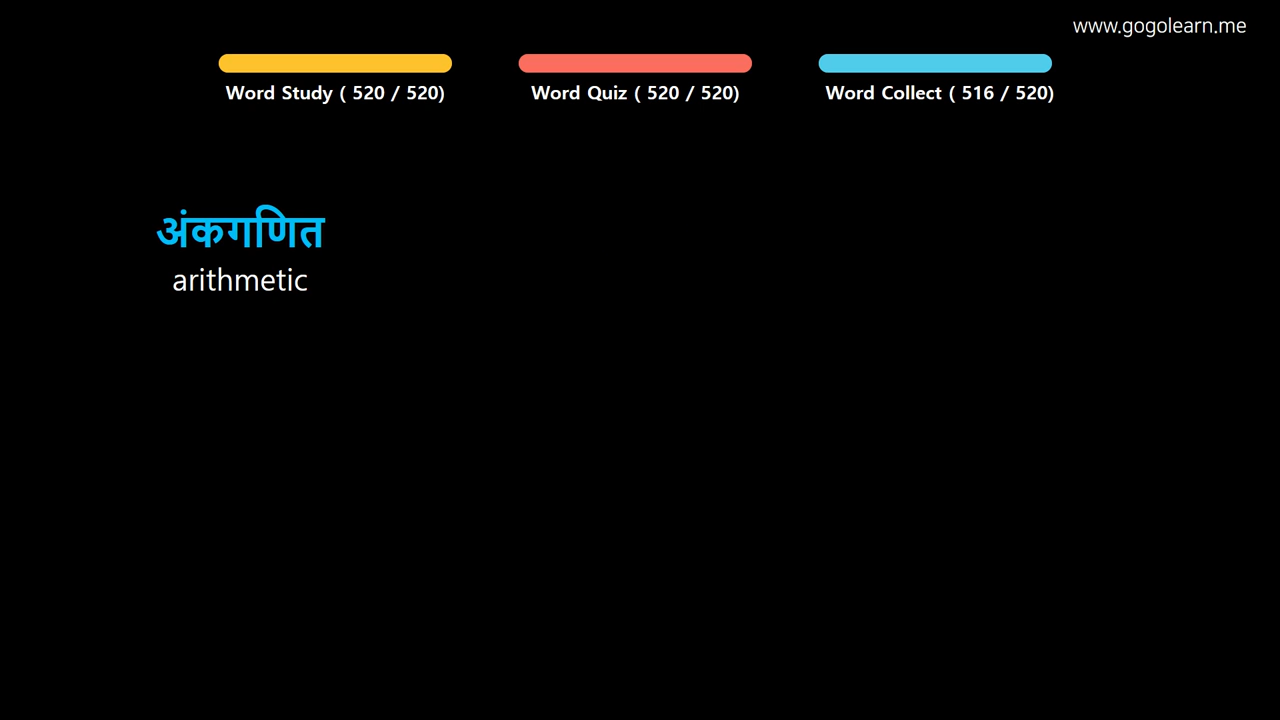 www.gogolearn.me
Word Study ( 520 / 520)
Word Quiz ( 520 / 520)
Word Collect ( 516 / 520)
अंकगणित
arithmetic